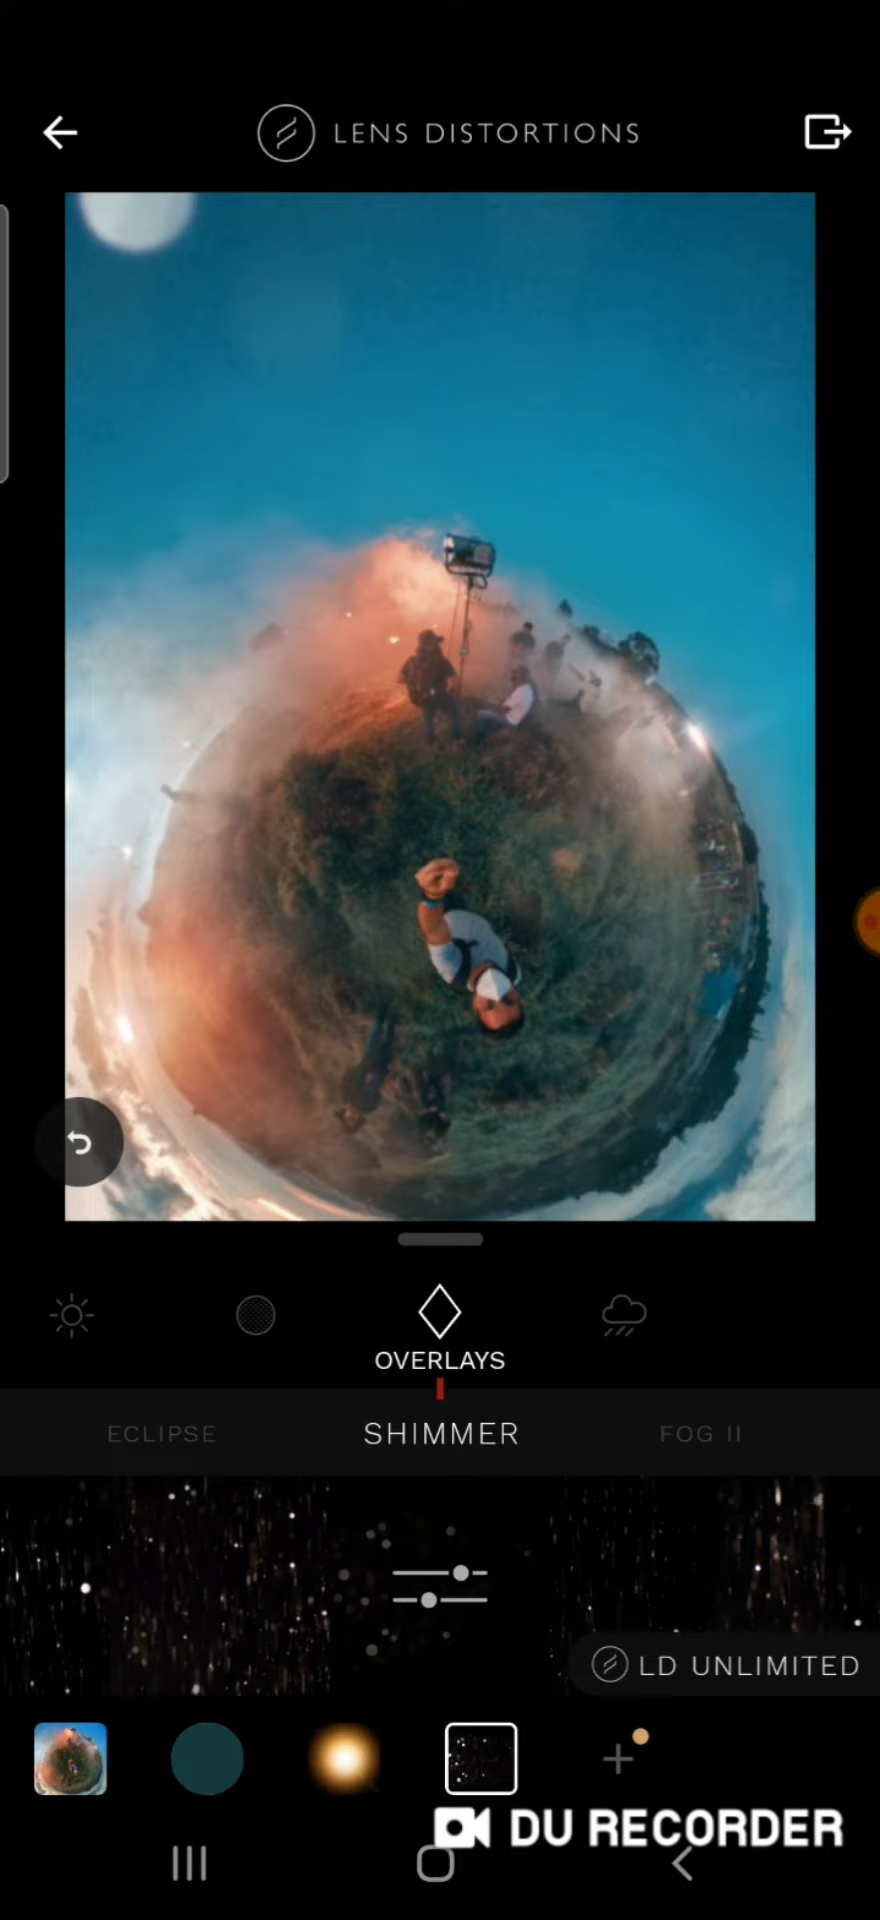 LENS DISTORTIONS
OVERLAYS
ECLIPSE SHIMMER FOG II
LD UNLIMITED
DU RECORDER